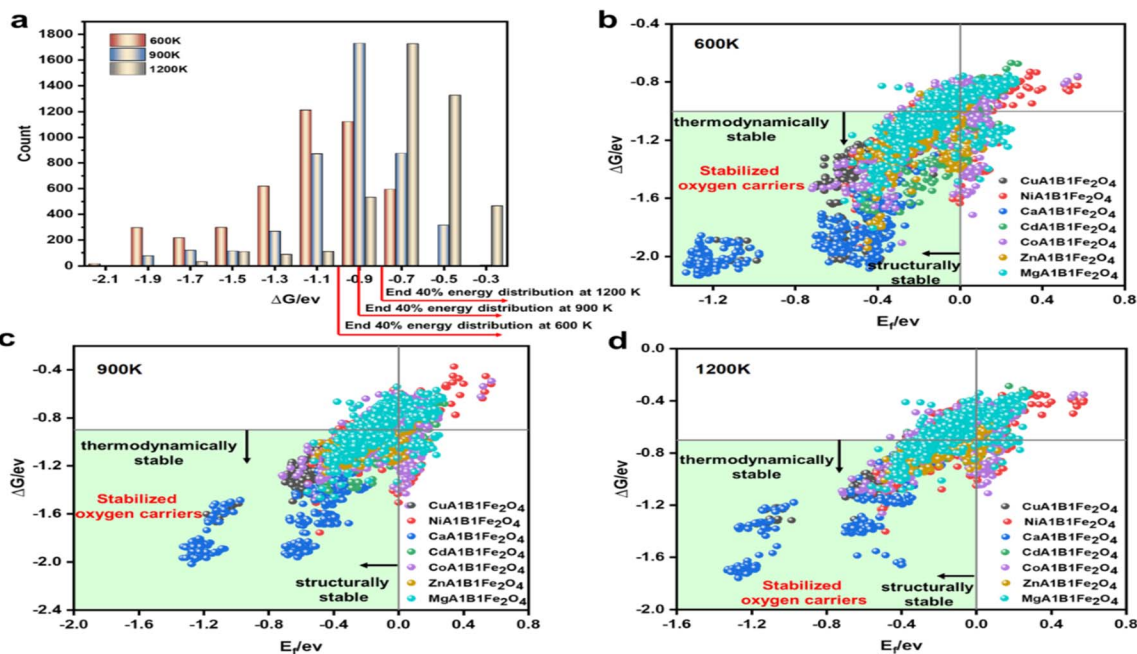 a
600K
900K
1200K
1800
1600
1400
1200
1000
800
600
400
200
0
Count
-2.1 -1.9 -1.7 -1.5 -1.3 -1.1 -0.9 -0.7 -0.5 -0.3
ΔG/ev
End 40% energy distribution at 1200 K
End 40% energy distribution at 900 K
End 40% energy distribution at 600 K
b
600K
-0.4
-0.8
-1.2
-1.6
-2.0
-2.4
ΔG/ev
thermodynamically
stable
Stabilized
oxygen carriers
structurally
stable
CuA1B1Fe2O4
NiA1B1Fe2O4
CaA1B1Fe2O4
CdA1B1Fe2O4
CoA1B1Fe2O4
ZnA1B1Fe2O4
MgA1B1Fe2O4
-1.2 -0.8 -0.4 0.0 0.4 0.8
Ef/ev
c
900K
-0.4
-0.8
-1.2
-1.6
-2.0
-2.4
ΔG/ev
thermodynamically
stable
Stabilized
oxygen carriers
structurally
stable
CuA1B1Fe2O4
NiA1B1Fe2O4
CaA1B1Fe2O4
CdA1B1Fe2O4
CoA1B1Fe2O4
ZnA1B1Fe2O4
MgA1B1Fe2O4
-2.0 -1.6 -1.2 -0.8 -0.4 0.0 0.4 0.8
Ef/ev
d
1200K
0.0
-0.4
-0.8
-1.2
-1.6
-2.0
ΔG/ev
thermodynamically
stable
Stabilized
oxygen carriers
structurally
stable
CuA1B1Fe2O4
NiA1B1Fe2O4
CaA1B1Fe2O4
CdA1B1Fe2O4
CoA1B1Fe2O4
ZnA1B1Fe2O4
MgA1B1Fe2O4
-1.6 -1.2 -0.8 -0.4 0.0 0.4 0.8
Ef/ev